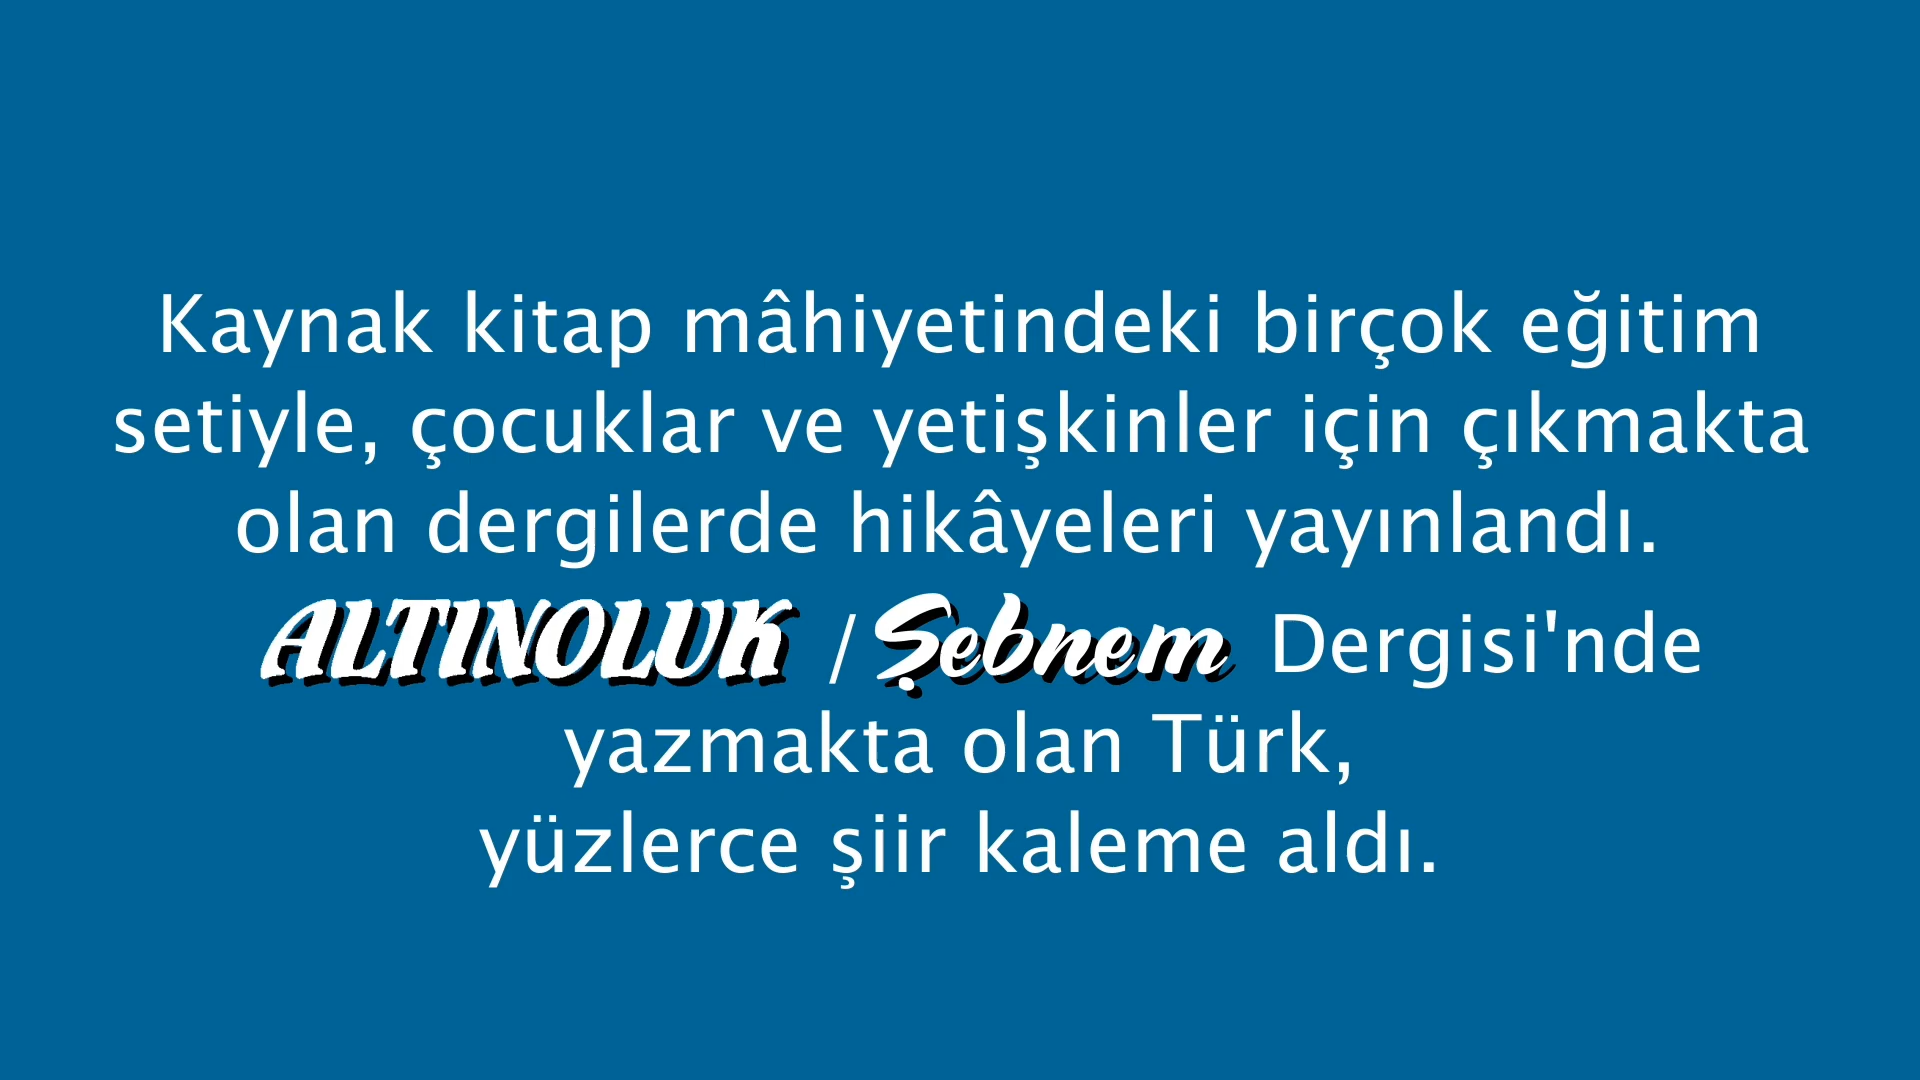 Kaynak kitap mâhiyetindeki birçok eğitim
setiyle, çocuklar ve yetişkinler için çıkmakta
olan dergilerde hikâyeleri yayınlandı.
ALTINOLUK / Şebnem Dergisi'nde
yazmakta olan Türk,
yüzlerce şiir kaleme aldı.